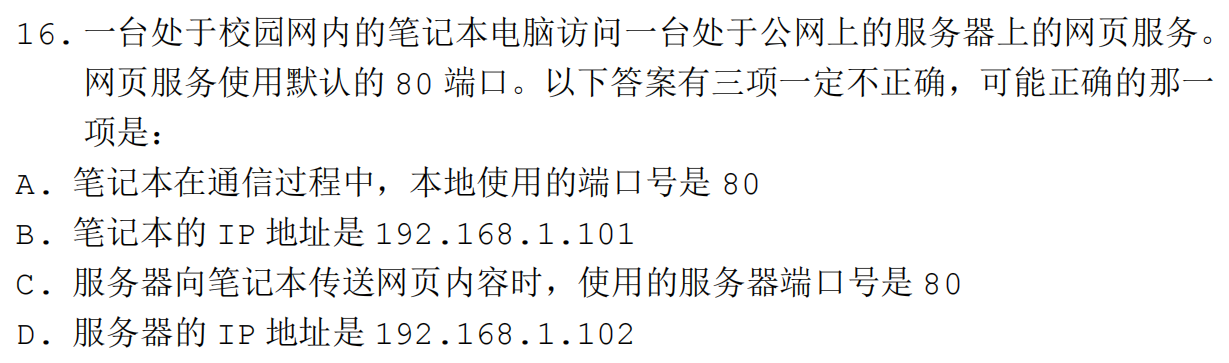 16. 一台处于校园网内的笔记本电脑访问一台处于公网上的服务器上的网页服务。
网页服务使用默认的 80 端口。以下答案有三项一定不正确，可能正确的那一
项是：
A. 笔记本在通信过程中，本地使用的端口号是 80
B. 笔记本的 IP 地址是 192.168.1.101
C. 服务器向笔记本传送网页内容时，使用的服务器端口号是 80
D. 服务器的 IP 地址是 192.168.1.102